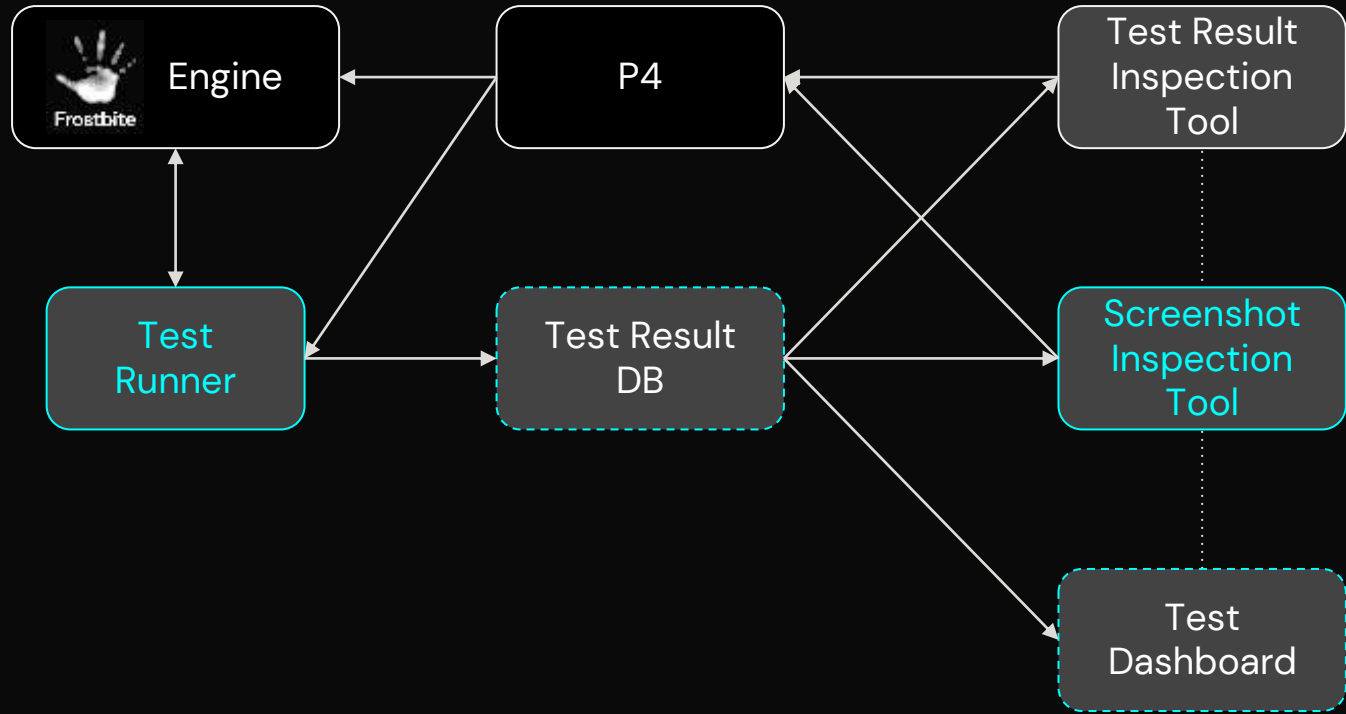 Frostbite
Engine
P4
Test Result
Inspection
Tool
Test
Runner
Test Result
DB
Screenshot
Inspection
Tool
Test
Dashboard